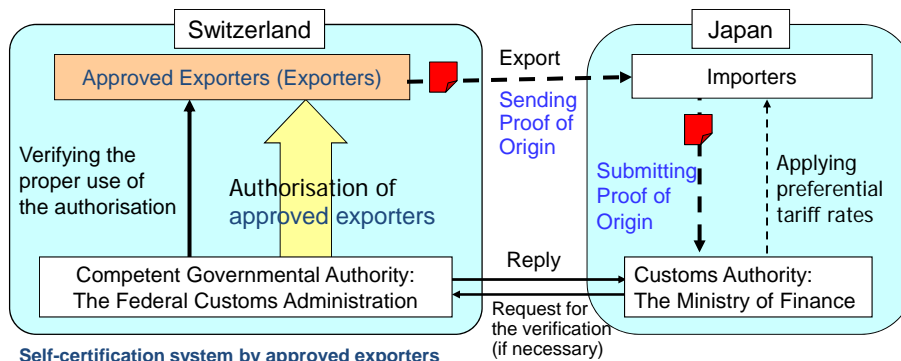 Switzerland
Japan
Approved Exporters (Exporters)
Export
Importers
Sending
Proof of
Origin
Verifying the
proper use of
the authorisation
Authorisation of
approved exporters
Submitting
Proof of
Origin
Applying
preferential
tariff rates
Competent Governmental Authority:
The Federal Customs Administration
Reply
Request for
the verification
(if necessary)
Customs Authority:
The Ministry of Finance
Self-certification system by approved exporters